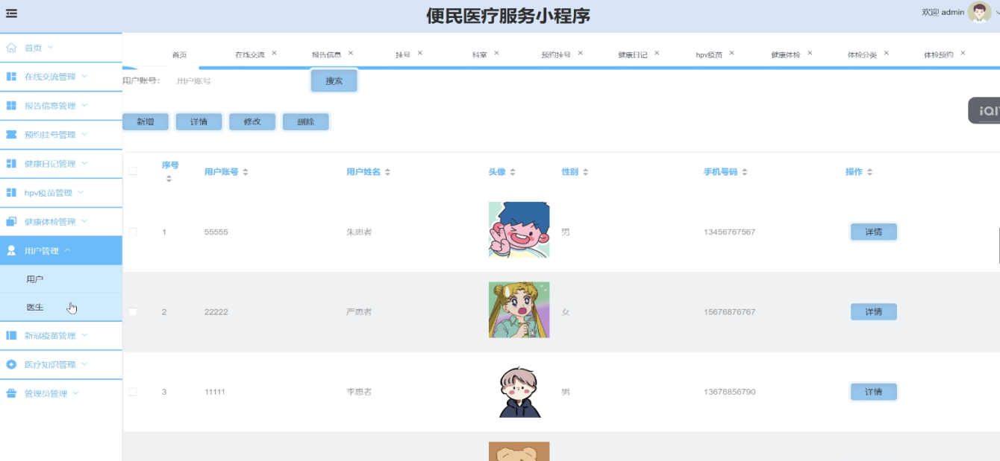 便民医疗服务小程序
欢迎 admin
首页
在线交流管理
报告信息管理
预约挂号管理
健康日记管理
hpv疫苗管理
健康体检管理
用户管理
用户
医生
新冠疫苗管理
医疗知识管理
管理员管理
首页 在线交流 报告信息 挂号 科室 预约挂号 健康日记 hpv疫苗 健康体检 体检分类 体检预约
用户账号： 用户账号 搜索
新增 详情 修改 删除
序号 用户账号 用户姓名 头像 性别 手机号码 操作
1 55555 朱患者 男 13456767567 详情
2 22222 严患者 女 15676876767 详情
3 11111 李患者 男 13678856790 详情